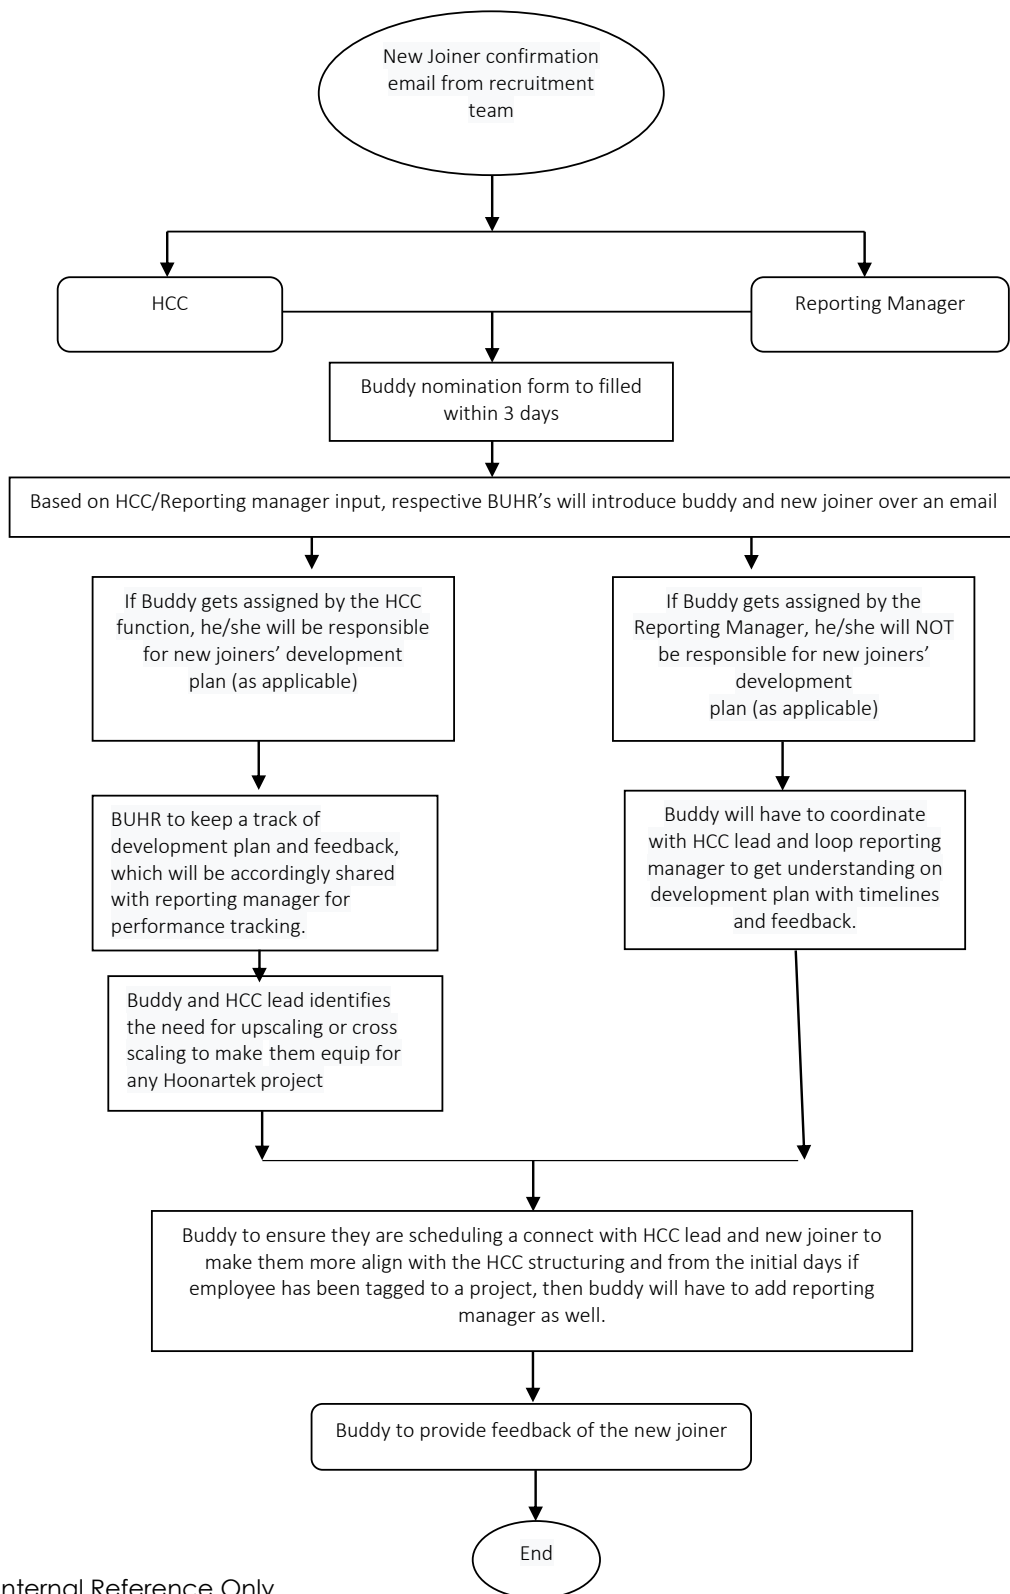 New Joiner confirmation
email from recruitment
team
HCC
Reporting Manager
Buddy nomination form to filled
within 3 days
Based on HCC/Reporting manager input, respective BUHR’s will introduce buddy and new joiner over an email
If Buddy gets assigned by the HCC
function, he/she will be responsible
for new joiners’ development
plan (as applicable)
If Buddy gets assigned by the
Reporting Manager, he/she will NOT
be responsible for new joiners’
development
plan (as applicable)
BUHR to keep a track of
development plan and feedback,
which will be accordingly shared
with reporting manager for
performance tracking.
Buddy will have to coordinate
with HCC lead and loop reporting
manager to get understanding on
development plan with timelines
and feedback.
Buddy and HCC lead identifies
the need for upscaling or cross
scaling to make them equip for
any Hoonartek project
Buddy to ensure they are scheduling a connect with HCC lead and new joiner to
make them more align with the HCC structuring and from the initial days if
employee has been tagged to a project, then buddy will have to add reporting
manager as well.
Buddy to provide feedback of the new joiner
End
nternal Reference Only